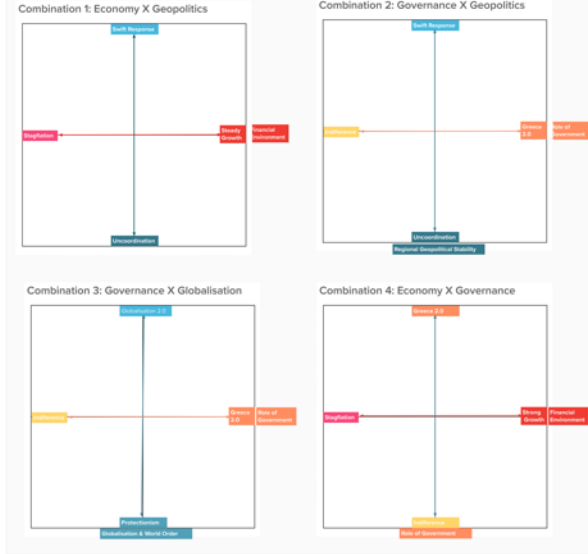 Combination 1: Economy X Geopolitics
Swift Response
Stagflation
Steady
Growth
Financial
Environment
Uncoordination
Combination 2: Governance X Geopolitics
Swift Response
Indifference
Greece
2.0
Role of
Government
Uncoordination
Regional Geopolitical Stability
Combination 3: Governance X Globalisation
Globalisation 2.0
Indifference
Greece
2.0
Role of
Government
Protectionism
Globalisation & World Order
Combination 4: Economy X Governance
Greece 2.0
Stagflation
Strong
Growth
Financial
Environment
Indifference
Role of Government